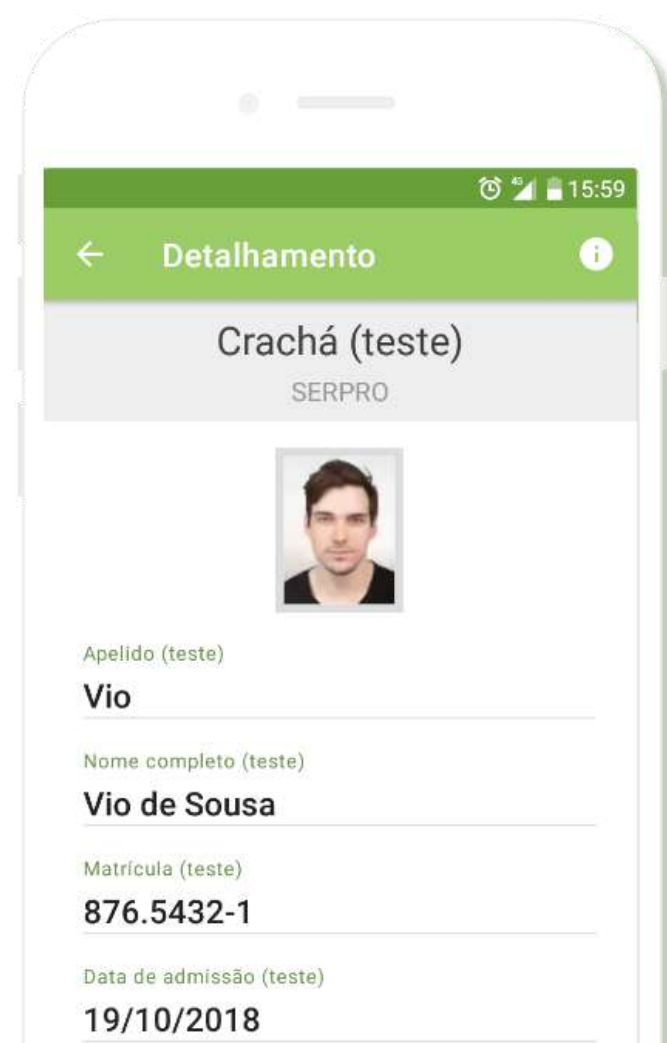 4G 15:59
Detalhamento
Crachá (teste)
SERPRO
Apelido (teste)
Vio
Nome completo (teste)
Vio de Sousa
Matrícula (teste)
876.5432-1
Data de admissão (teste)
19/10/2018